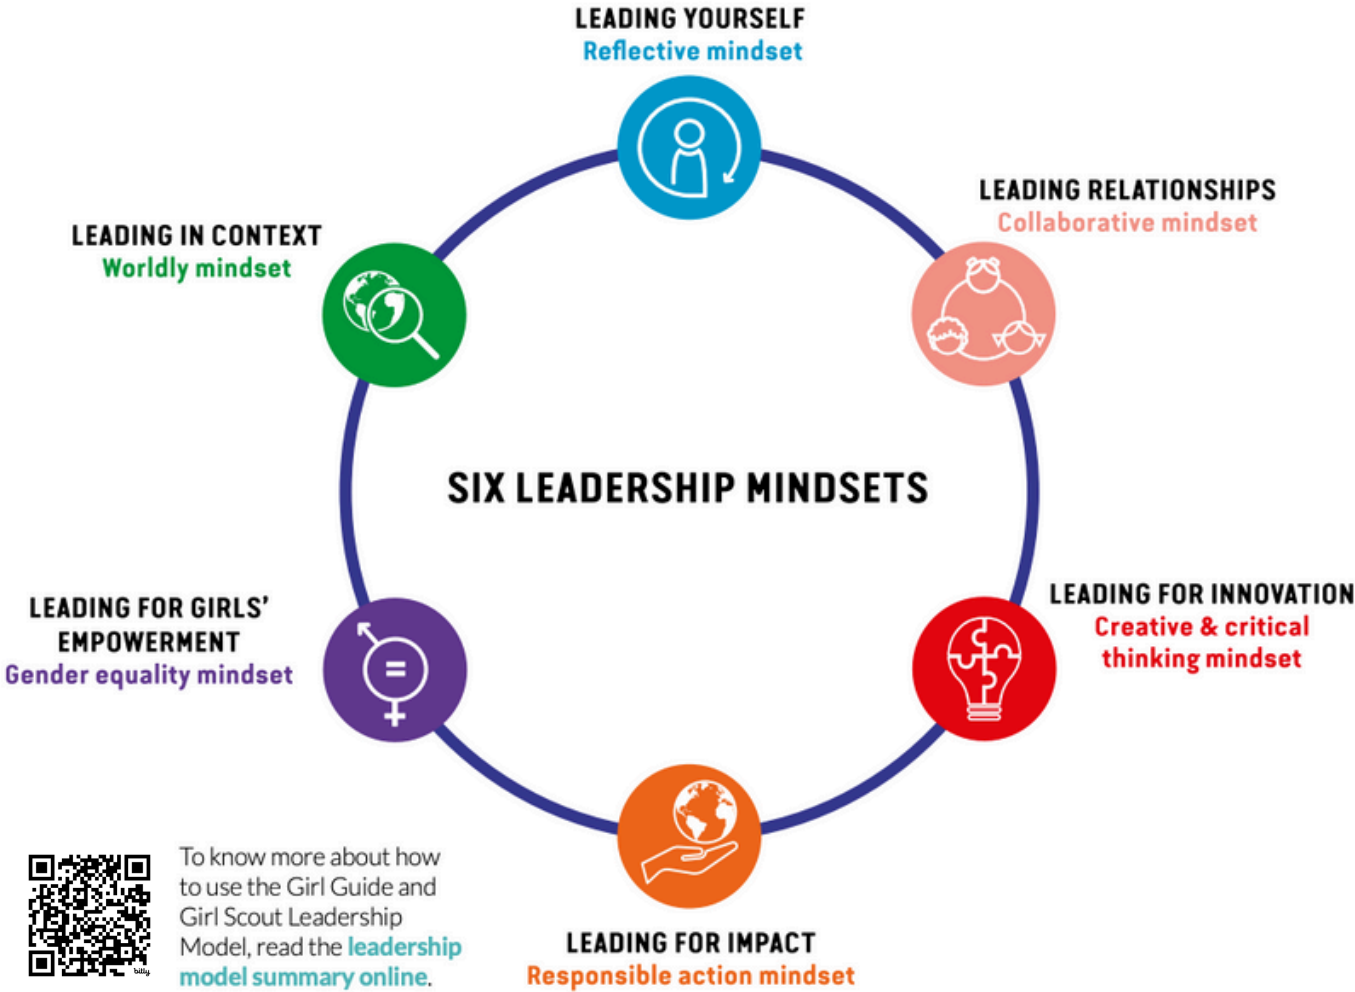 LEADING YOURSELF
Reflective mindset
LEADING RELATIONSHIPS
Collaborative mindset
LEADING IN CONTEXT
Worldly mindset
SIX LEADERSHIP MINDSETS
LEADING FOR INNOVATION
Creative & critical
thinking mindset
LEADING FOR GIRLS’
EMPOWERMENT
Gender equality mindset
LEADING FOR IMPACT
Responsible action mindset
To know more about how
to use the Girl Guide and
Girl Scout Leadership
Model, read the leadership
model summary online.
bitly